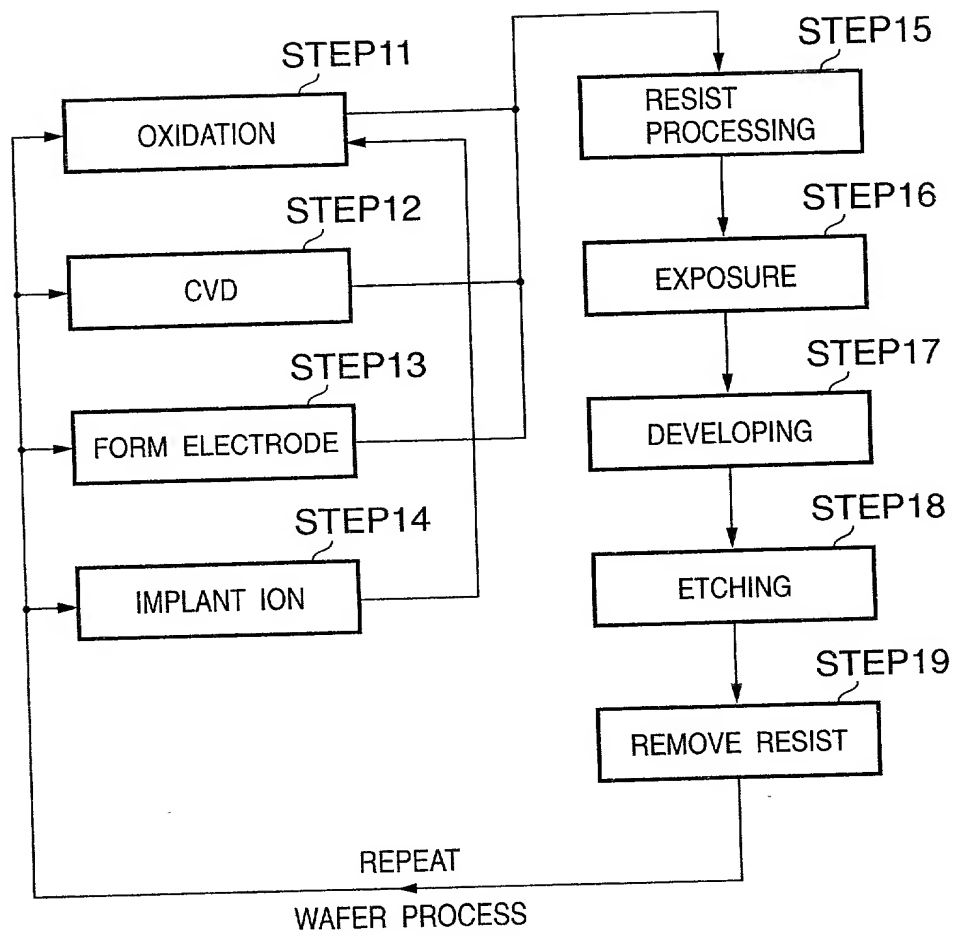 STEP11
OXIDATION
STEP12
CVD
STEP13
FORM ELECTRODE
STEP14
IMPLANT ION
STEP15
RESIST
PROCESSING
STEP16
EXPOSURE
STEP17
DEVELOPING
STEP18
ETCHING
STEP19
REMOVE RESIST
REPEAT
WAFER PROCESS